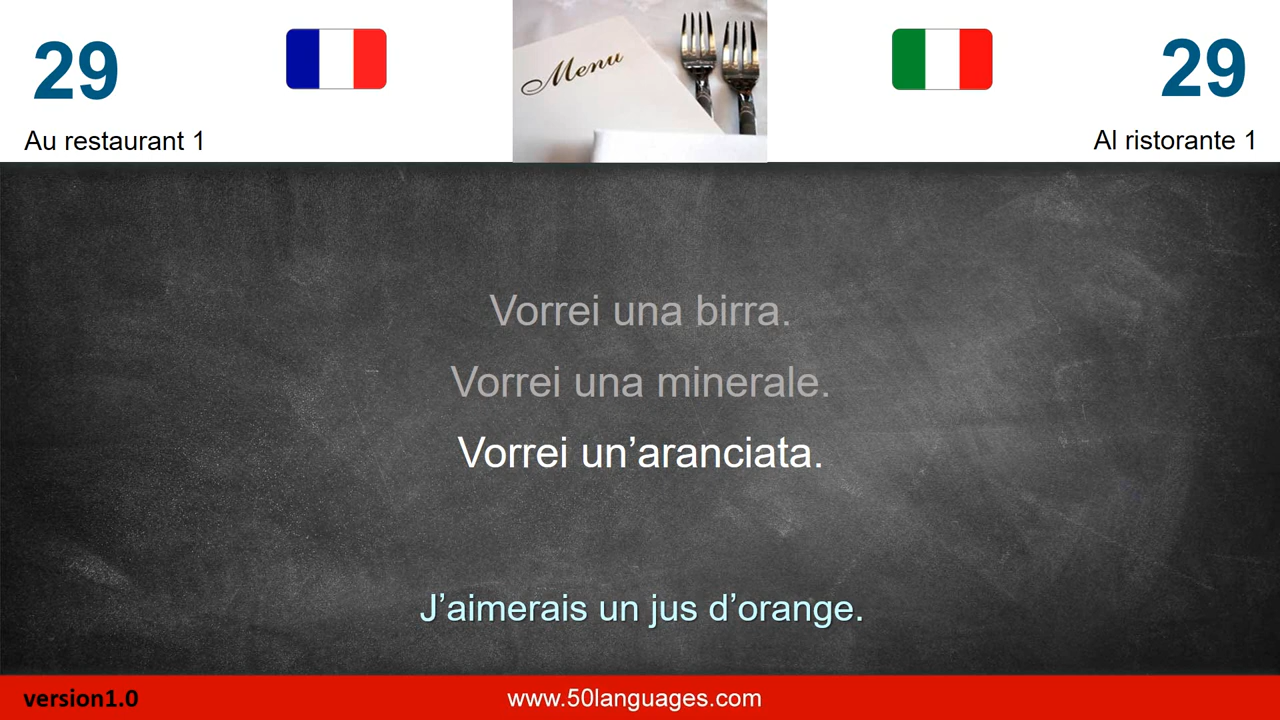 29
29
Au restaurant 1
Menu
Al ristorante 1
Vorrei una birra.
Vorrei una minerale.
Vorrei un’aranciata.
J’aimerais un jus d’orange.
version1.0
www.50languages.com